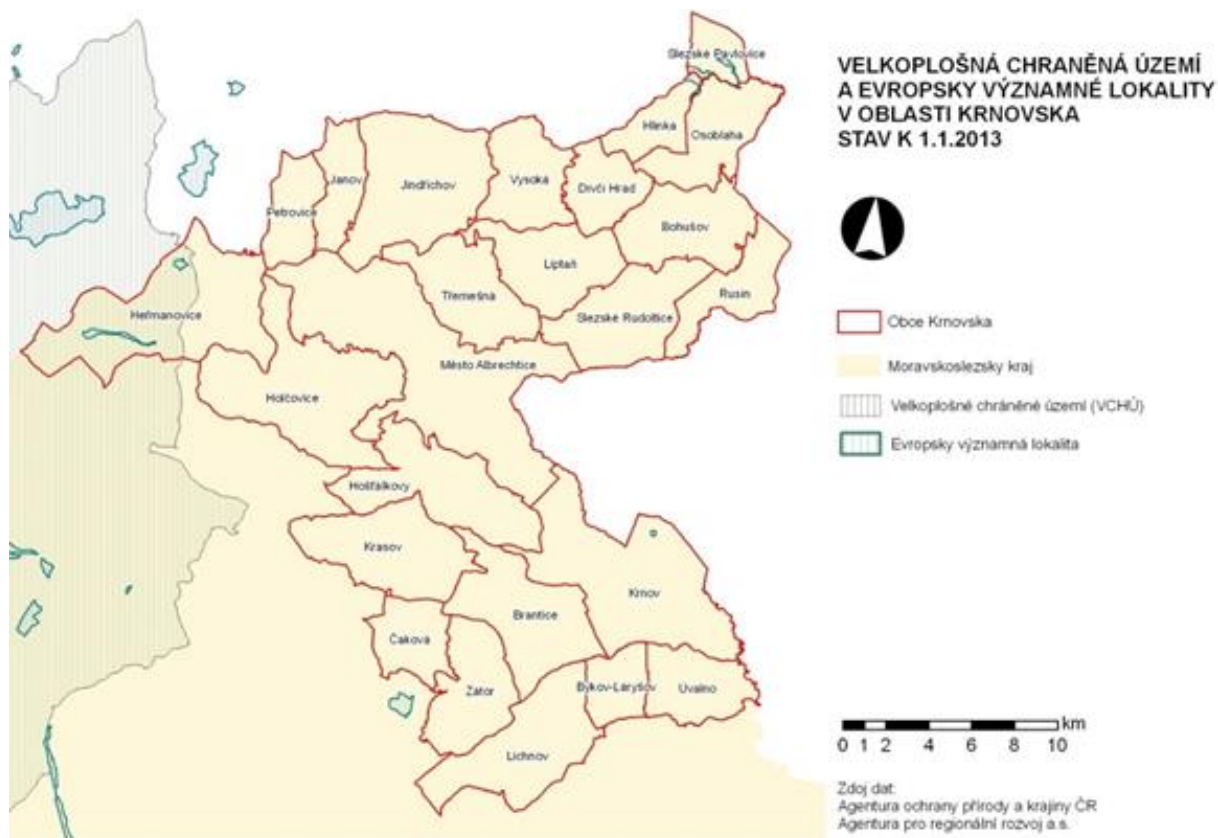 VELKOPLOŠNÁ CHRANĚNÁ ÚZEMÍ
A EVROPSKY VÝZNAMNÉ LOKALITY
V OBLASTI KRNOVSKA
STAV K 1.1.2013
Slezské Pavlovice
Hlinka
Osoblaha
Janov
Jindřichov
Vysoká
Dívčí Hrad
Petrovice
Bohušov
Liptaň
Rusín
Třemešná
Heřmanovice
Slezské Rudoltice
Město Albrechtice
Holčovice
Hošťálkovy
Krasov
Krnov
Brantice
Čaková
Zátor
Býkov-Láryšov
Úvalno
Lichnov
Obce Krnovska
Moravskoslezsky kraj
Velkoplošné chráněné území (VCHÚ)
Evropsky významná lokalita
km
0 1 2 4 6 8 10
Zdoj dat:
Agentura ochrany přírody a krajiny ČR
Agentura pro regionální rozvoj a.s.